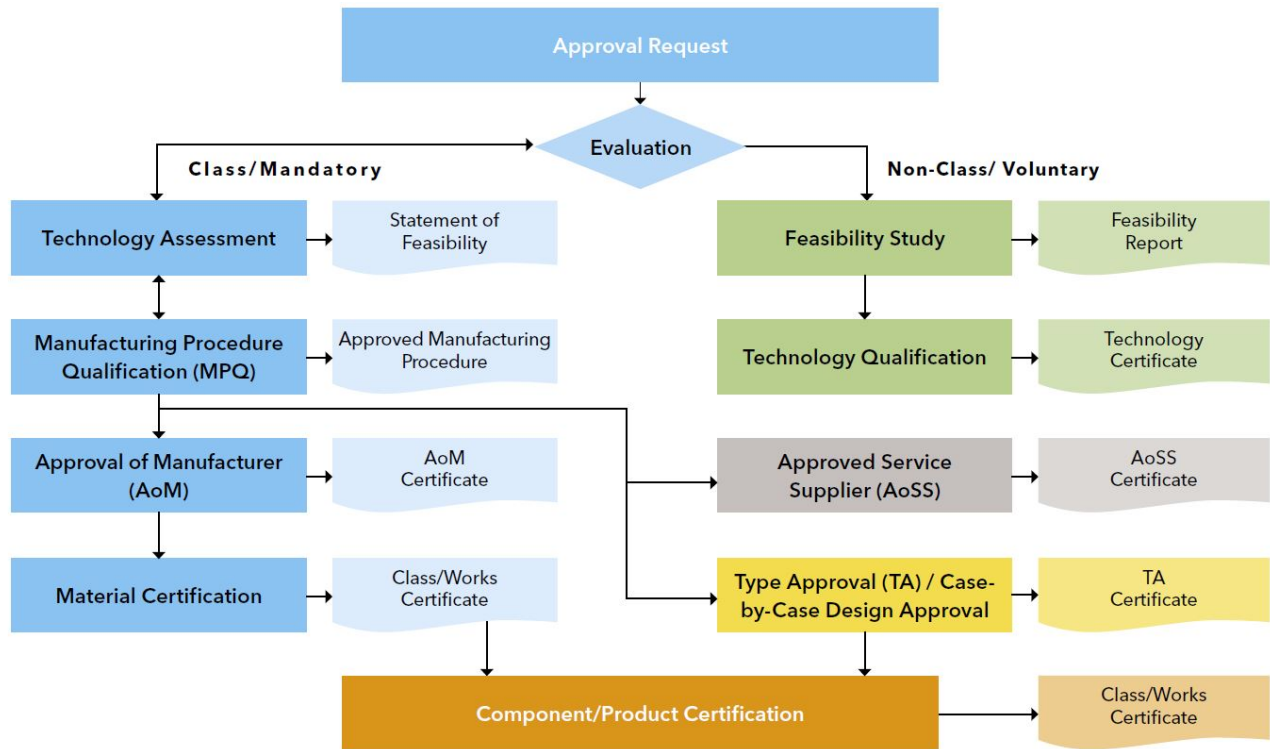 Approval Request
Evaluation
Class/Mandatory
Non-Class/ Voluntary
Technology Assessment
Statement of
Feasibility
Feasibility Study
Feasibility
Report
Manufacturing Procedure
Qualification (MPQ)
Approved Manufacturing
Procedure
Technology Qualification
Technology
Certificate
Approval of Manufacturer
(AoM)
AoM
Certificate
Approved Service
Supplier (AoSS)
AoSS
Certificate
Material Certification
Class/Works
Certificate
Type Approval (TA) / Case-
by-Case Design Approval
TA
Certificate
Component/Product Certification
Class/Works
Certificate